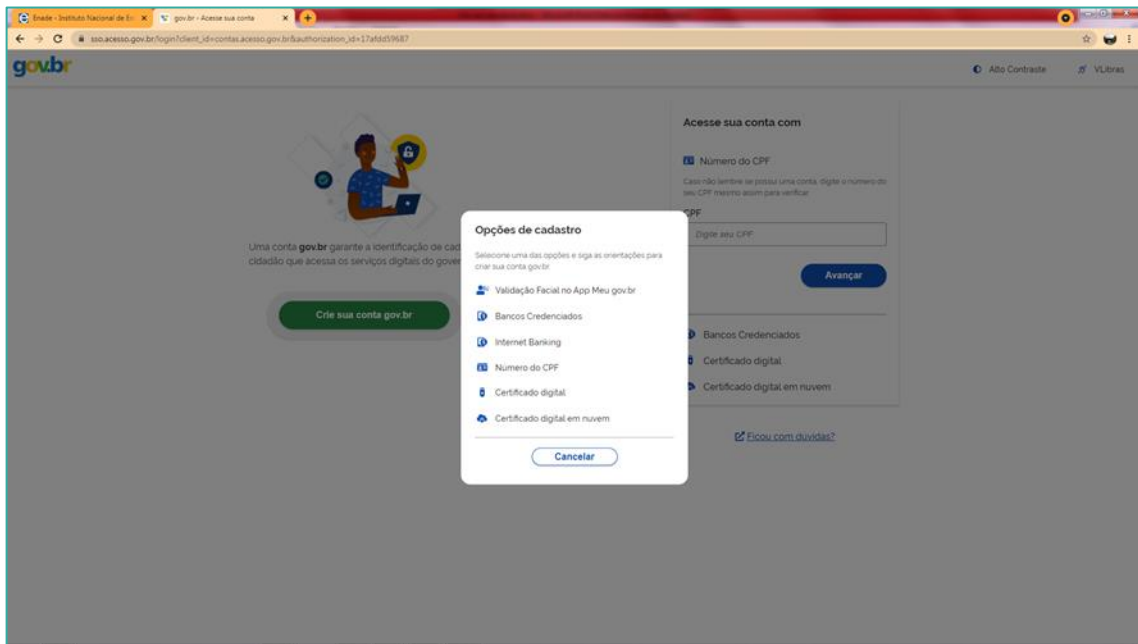 Enade - Instituto Nacional de Es
gov.br - Acesse sua conta
sso.acesso.gov.br/login?client_id=contas.acesso.gov.br&authorization_id=17afdd59687
gov.br
Alto Contraste
VLibras
Uma conta gov.br garante a identificação de cad
cidadão que acessa os serviços digitais do gover
Crie sua conta gov.br
Opções de cadastro
Selecione uma das opções e siga as orientações para
criar sua conta gov.br
Validação Facial no App Meu gov.br
Bancos Credenciados
Internet Banking
Número do CPF
Certificado digital
Certificado digital em nuvem
Cancelar
Acesse sua conta com
Número do CPF
Caso não lembre se possui uma conta, digite o número do
seu CPF mesmo assim para verificar
CPF
Digite seu CPF
Avançar
Bancos Credenciados
Certificado digital
Certificado digital em nuvem
Ficou com dúvidas?